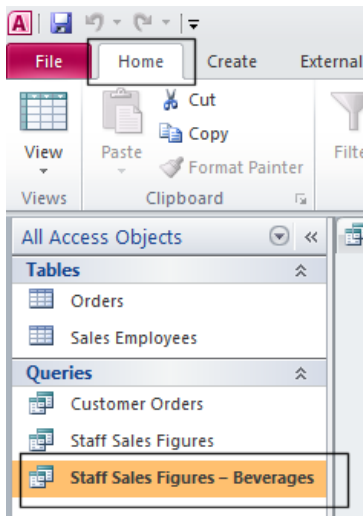 A
File Home Create External
View Paste Cut
Copy
Format Painter
Views Clipboard
All Access Objects
Tables
Orders
Sales Employees
Queries
Customer Orders
Staff Sales Figures
Staff Sales Figures – Beverages